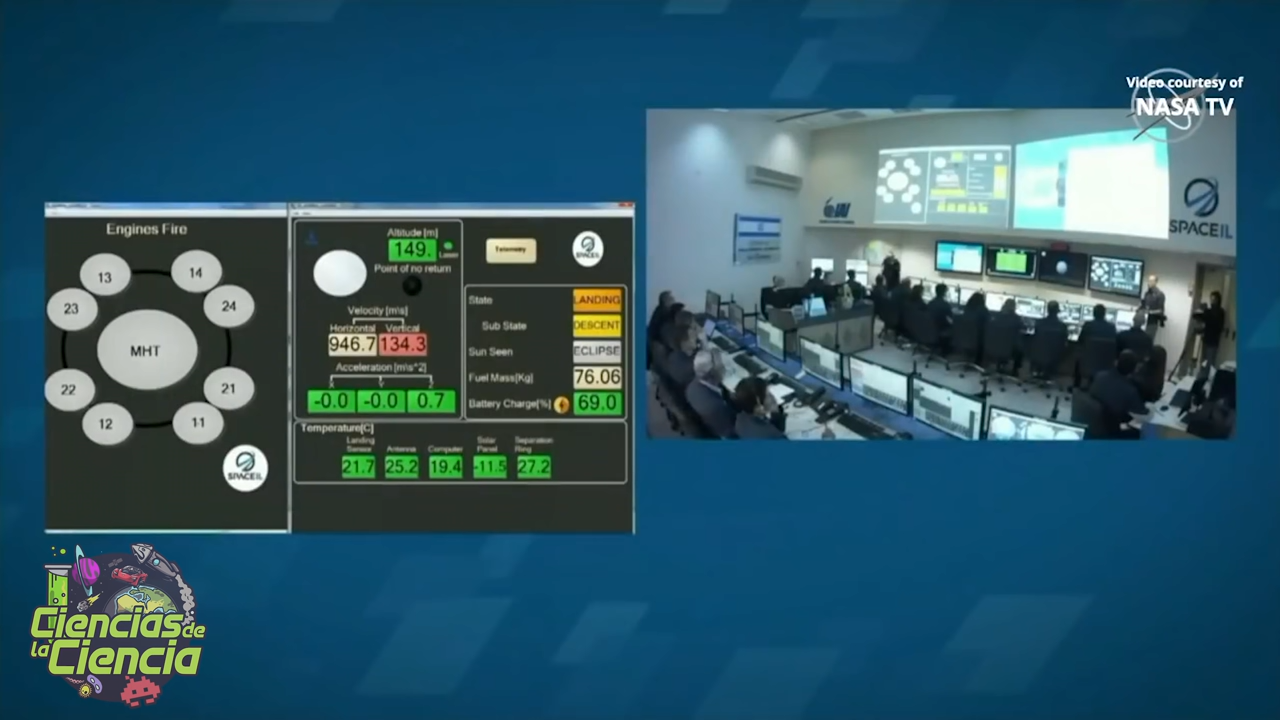 Video courtesy of
NASA TV
Engines Fire
13
14
23
24
MHT
22
21
12
11
SPACEIL
Altitude [m]
149.
Laser
Point of no return
Velocity [m\s]
Horizontal Vertical
946.7 134.3
Acceleration [m\s^2]
-0.0 -0.0 0.7
Telemetry
SPACEIL
State LANDING
Sub State DESCENT
Sun Seen ECLIPSE
Fuel Mass[Kg] 76.06
Battery Charge[%] 69.0
Temperature[C]
Landing Sensor
Antenna
Computer
Solar Panel
Separation Ring
21.7 25.2 19.4 -11.5 27.2
SPACEIL
Ciencias de
la Ciencia